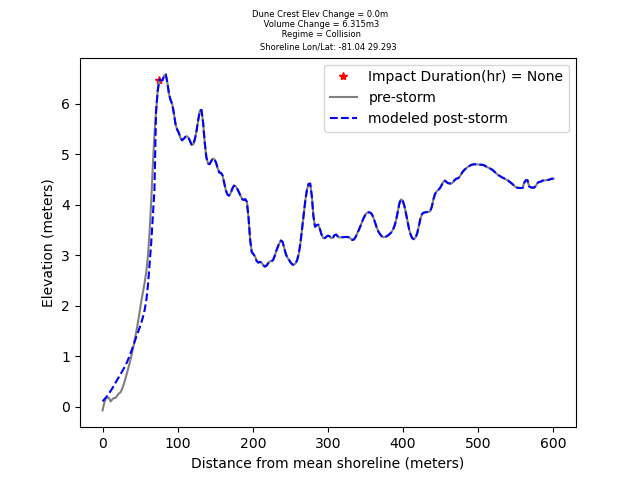 Dune Crest Elev Change = 0.0m
Volume Change = 6.315m3
Regime = Collision
Shoreline Lon/Lat: -81.04 29.293
Impact Duration(hr) = None
pre-storm
modeled post-storm
Elevation (meters)
6
5
4
3
2
1
0
0 100 200 300 400 500 600
Distance from mean shoreline (meters)